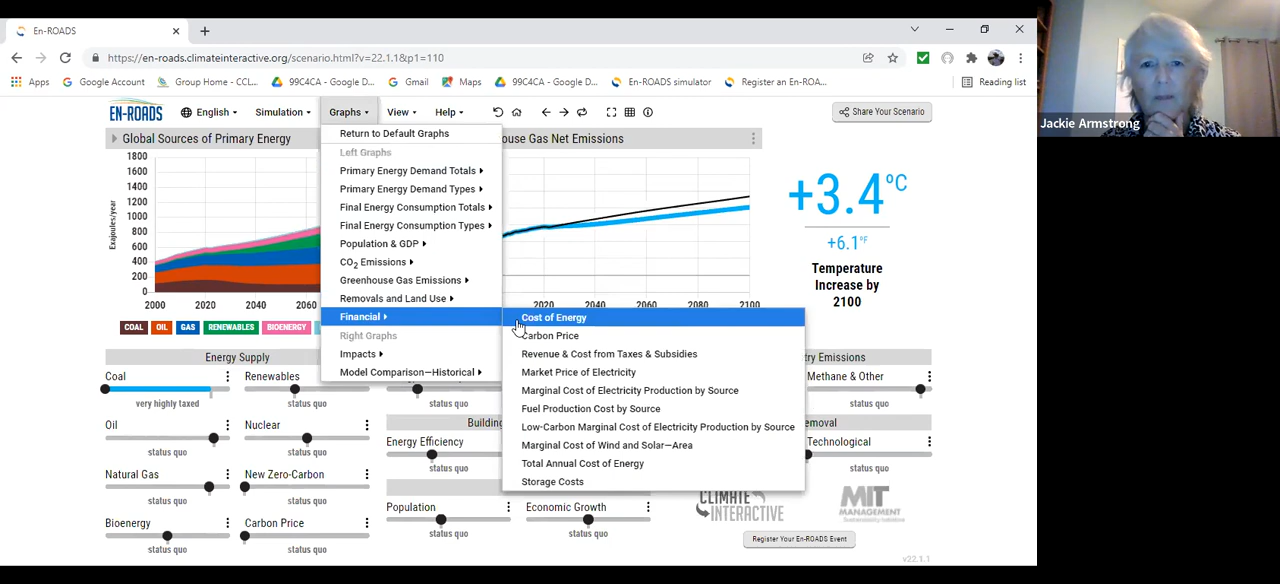 En-ROADS
https://en-roads.climateinteractive.org/scenario.html?v=22.1.1&p1=110
Apps Google Account Group Home - CCL... 99C4CA - Google D... Gmail Maps 99C4CA - Google D... En-ROADS simulator Register an En-ROA... Reading list
Jackie Armstrong
EN-ROADS English Simulation Graphs View Help Share Your Scenario
Return to Default Graphs
Left Graphs
Primary Energy Demand Totals
Primary Energy Demand Types
Final Energy Consumption Totals
Final Energy Consumption Types
Population & GDP
CO2 Emissions
Greenhouse Gas Emissions
Removals and Land Use
Financial
Right Graphs
Impacts
Model Comparison—Historical
Cost of Energy
Carbon Price
Revenue & Cost from Taxes & Subsidies
Market Price of Electricity
Marginal Cost of Electricity Production by Source
Fuel Production Cost by Source
Low-Carbon Marginal Cost of Electricity Production by Source
Marginal Cost of Wind and Solar—Area
Total Annual Cost of Energy
Storage Costs
Global Sources of Primary Energy
Exajoules/year
1800
1600
1400
1200
1000
800
600
400
200
0
2000 2020 2040 2060
COAL OIL GAS RENEWABLES BIOENERGY
ouse Gas Net Emissions
2020 2040 2060 2080 2100
+3.4°C
+6.1°F
Temperature
Increase by
2100
Energy Supply
Coal
very highly taxed
Renewables
status quo
Oil
status quo
Nuclear
status quo
Natural Gas
status quo
New Zero-Carbon
status quo
Bioenergy
status quo
Carbon Price
status quo
status quo
Building
Energy Efficiency
status quo
Population
status quo
Economic Growth
status quo
try Emissions
Methane & Other
status quo
emoval
Technological
status quo
CLIMATE
INTERACTIVE
MIT
MANAGEMENT
Sustainability Initiative
Register Your En-ROADS Event
v22.1.1